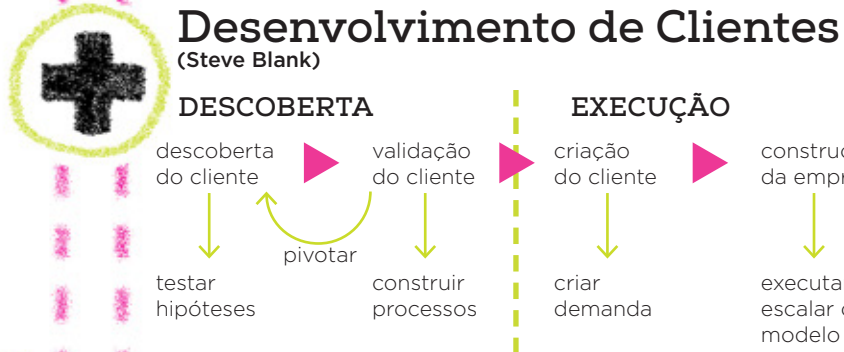 Desenvolvimento de Clientes
(Steve Blank)
DESCOBERTA
EXECUÇÃO
descoberta
do cliente
validação
do cliente
criação
do cliente
da
pivotar
testar
hipóteses
construir
processos
criar
demanda
escalar
modelo